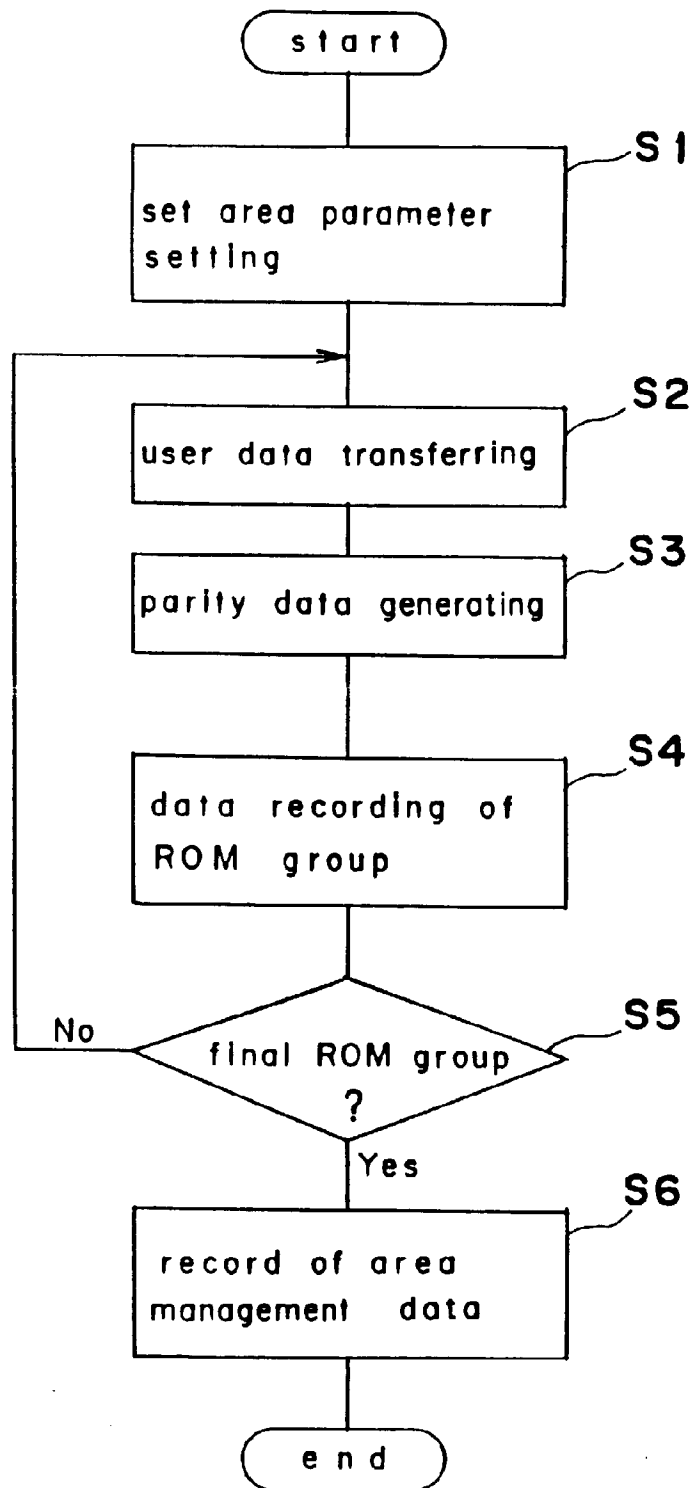 start
S1
set area parameter
setting
S2
user data transferring
S3
parity data generating
S4
data recording of
ROM group
S5
No
final ROM group
?
Yes
S6
record of area
management data
end